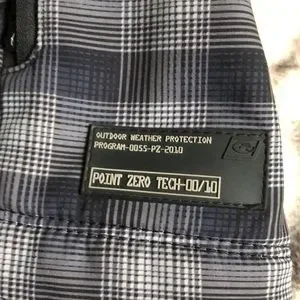 OUTDOOR WEATHER PROTECTION
PROGRAM-0055-PZ-2010
POINT ZERO TECH-00/10